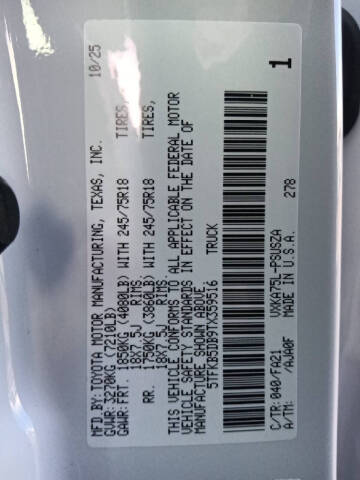 MFD.BY: TOYOTA MOTOR MANUFACTURING, TEXAS, INC. 10/25
GVWR: 3270KG (7210LB)
GAWR: FRT. 1850KG (4080LB) WITH 245/75R18 TIRES,
18X7.5J RIMS
RR. 1750KG (3860LB) WITH 245/75R18 TIRES,
18X7.5J RIMS
THIS VEHICLE CONFORMS TO ALL APPLICABLE FEDERAL MOTOR
VEHICLE SAFETY STANDARDS IN EFFECT ON THE DATE OF
MANUFACTURE SHOWN ABOVE.
5TFKB5DB9TX359516 TRUCK
C/TR: 040/FA21 VXKA75L-PSUSZA
A/TM: /AJA0F MADE IN U.S.A. 278 1